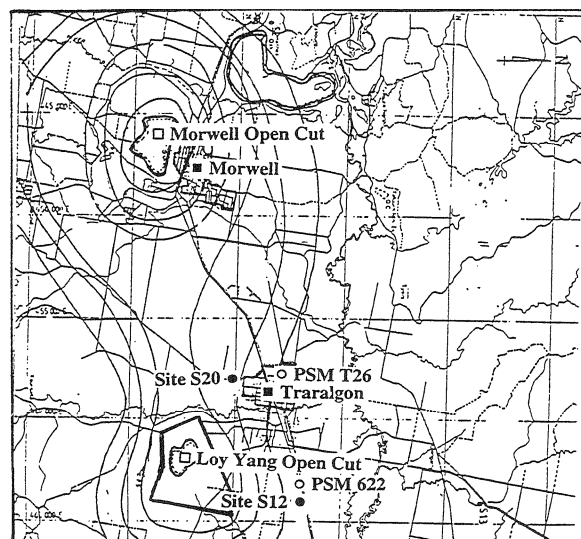 Morwell Open Cut
Morwell
Site S20
PSM T26
Traralgon
Loy Yang Open Cut
PSM 622
Site S12